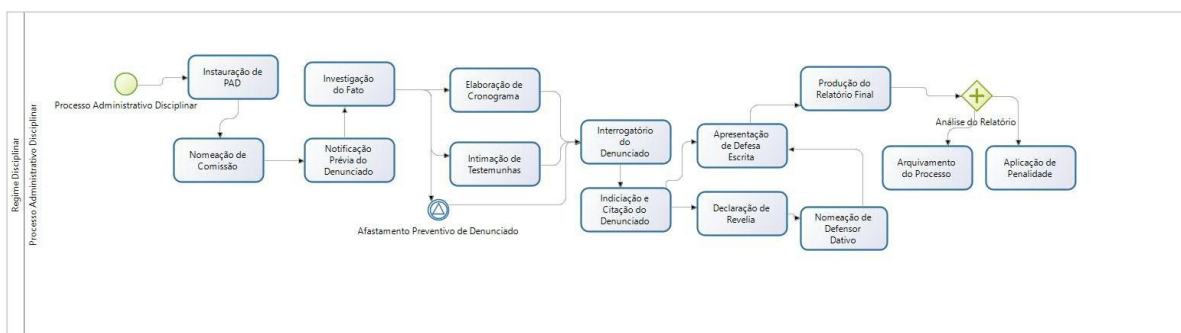 Regime Disciplinar
Processo Administrativo Disciplinar
Processo Administrativo Disciplinar
Instauração de
PAD
Nomeação de
Comissão
Notificação
Prévia do
Denunciado
Investigação
do Fato
Elaboração de
Cronograma
Intimação de
Testemunhas
Afastamento Preventivo de Denunciado
Interrogatório
do
Denunciado
Indiciação e
Citação do
Denunciado
Apresentação
de Defesa
Escrita
Declaração de
Revelia
Nomeação de
Defensor
Dativo
Produção do
Relatório Final
Análise do Relatório
Arquivamento
do Processo
Aplicação de
Penalidade